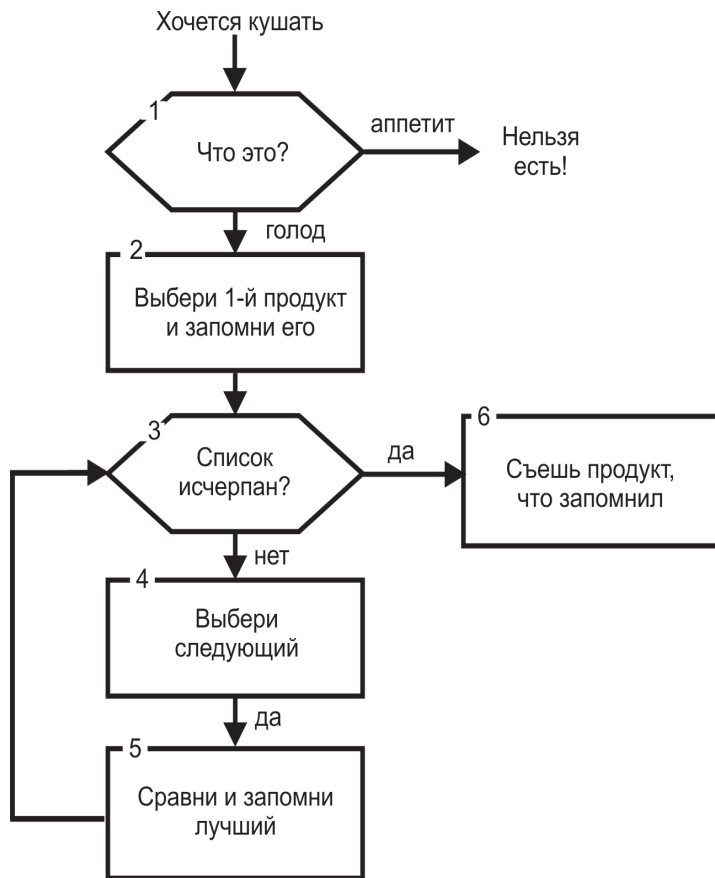 Хочется кушать
1
Что это?
аппетит
Нельзя
есть!
голод
2
Выбери 1-й продукт
и запомни его
3
Список
исчерпан?
да
6
Съешь продукт,
что запомнил
нет
4
Выбери
следующий
да
5
Сравни и запомни
лучший